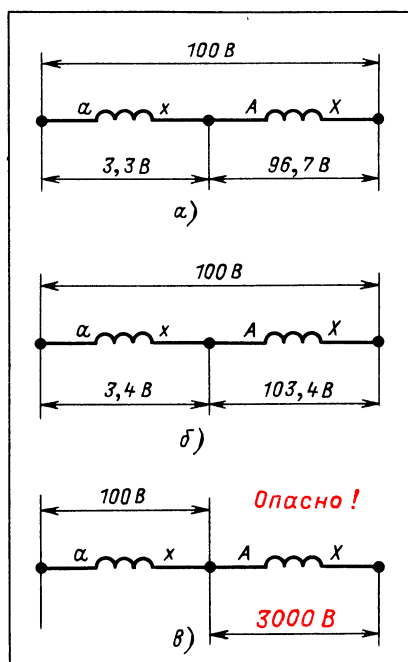 100 В
а х А Х
3,3 В 96,7 В
а)
100 В
а х А Х
3,4 В 103,4 В
б)
100 В Опасно !
а х А Х
3000 В
в)